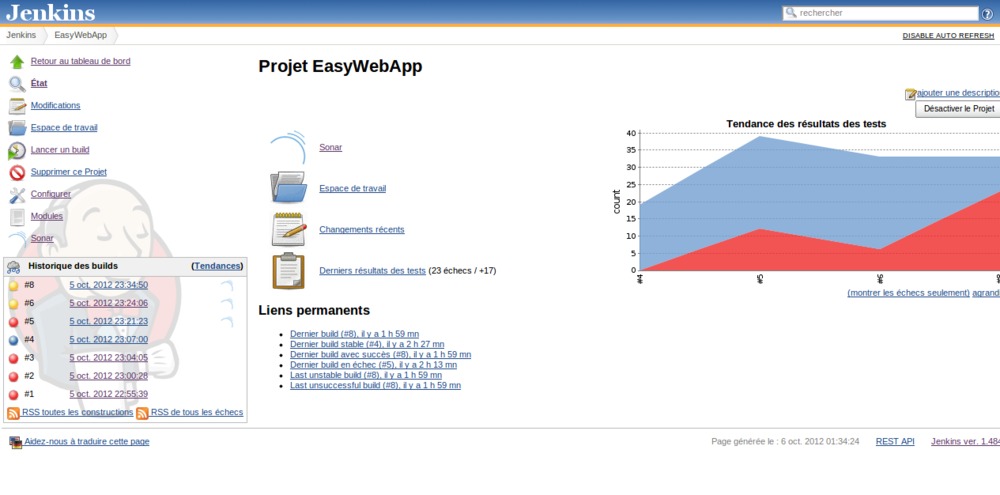 Jenkins
rechercher
Jenkins EasyWebApp
DISABLE AUTO REFRESH
Retour au tableau de bord
État
Modifications
Espace de travail
Lancer un build
Supprimer ce Projet
Configurer
Modules
Sonar
Historique des builds (Tendances)
#8 5 oct. 2012 23:34:50
#6 5 oct. 2012 23:24:06
#5 5 oct. 2012 23:21:23
#4 5 oct. 2012 23:07:00
#3 5 oct. 2012 23:04:05
#2 5 oct. 2012 23:00:28
#1 5 oct. 2012 22:55:39
RSS toutes les constructions RSS de tous les échecs
Projet EasyWebApp
ajouter une descriptio
Désactiver le Projet
Sonar
Espace de travail
Changements récents
Derniers résultats des tests (23 échecs / +17)
Tendance des résultats des tests
count
40
35
30
25
20
15
10
5
0
#4 #5 #6 #8
(montrer les échecs seulement) agrand
Liens permanents
Dernier build (#8), il y a 1 h 59 mn
Dernier build stable (#4), il y a 2 h 27 mn
Dernier build avec succès (#8), il y a 1 h 59 mn
Dernier build en échec (#5), il y a 2 h 13 mn
Last unstable build (#8), il y a 1 h 59 mn
Last unsuccessful build (#8), il y a 1 h 59 mn
Aidez-nous à traduire cette page
Page générée le : 6 oct. 2012 01:34:24 REST API Jenkins ver. 1.484